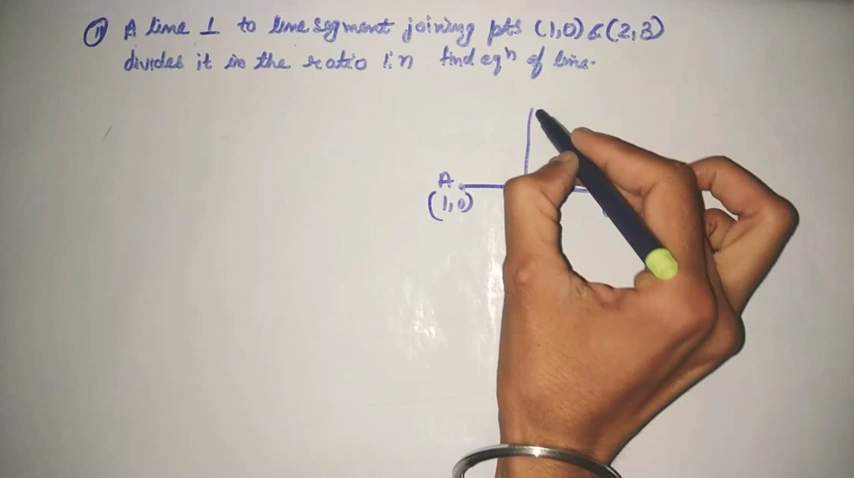 ① A line ⊥ to line segment joining pts (1,0) & (2,3)
divides it in the ratio 1:n find eqⁿ of line.
A
(1,0)